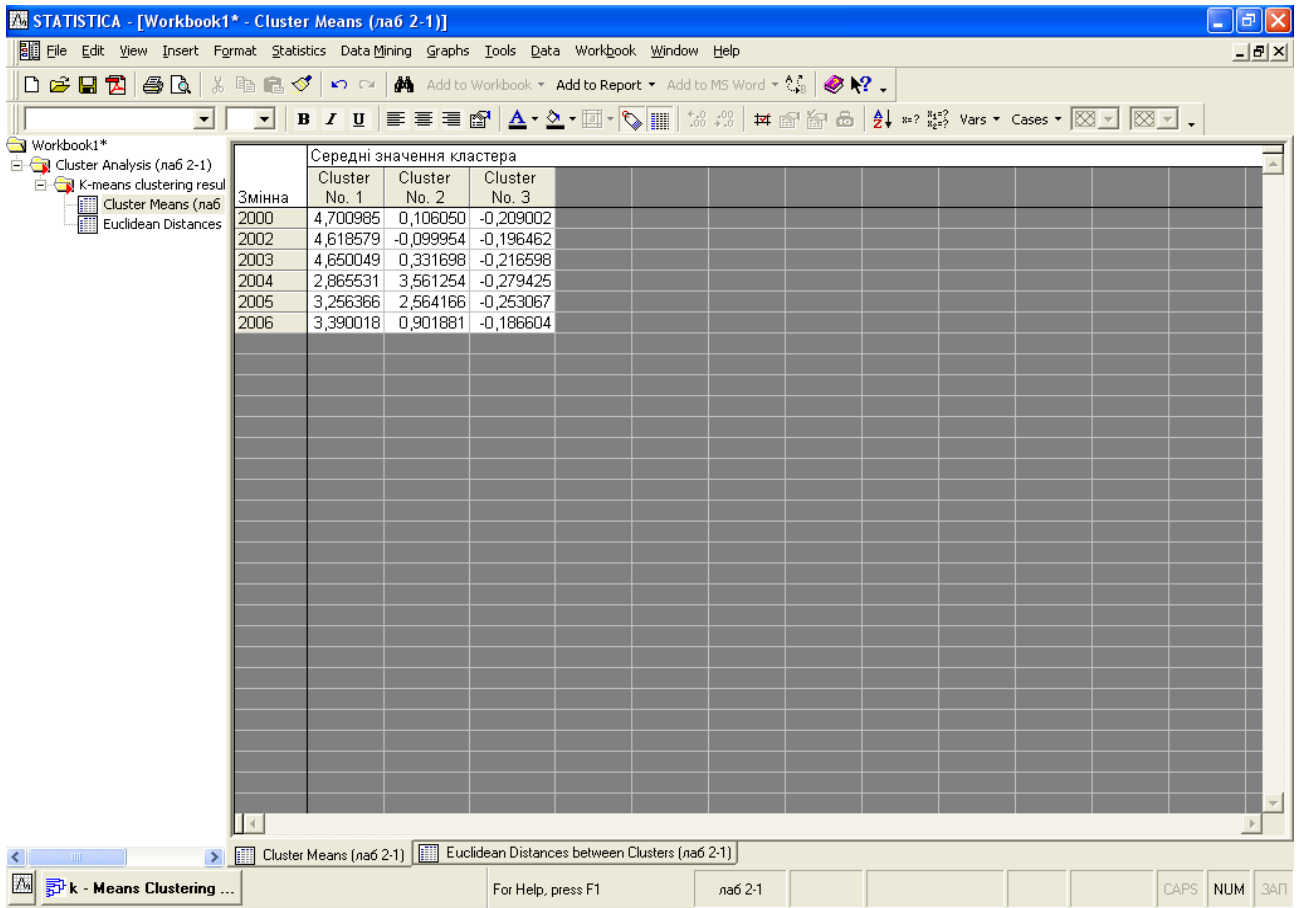 STATISTICA - [Workbook1* - Cluster Means (лаб 2-1)]
File Edit View Insert Format Statistics Data Mining Graphs Tools Data Workbook Window Help
Add to Workbook Add to Report Add to MS Word
B I U Vars Cases
Workbook1*
Cluster Analysis (лаб 2-1)
K-means clustering resul
Cluster Means (лаб
Euclidean Distances
Середні значення кластера
Змінна Cluster No. 1 Cluster No. 2 Cluster No. 3
2000 4,700985 0,106050 -0,209002
2002 4,618579 -0,099954 -0,196462
2003 4,650049 0,331698 -0,216598
2004 2,865531 3,561254 -0,279425
2005 3,256366 2,564166 -0,253067
2006 3,390018 0,901881 -0,186604
Cluster Means (лаб 2-1) Euclidean Distances between Clusters (лаб 2-1)
k - Means Clustering ... For Help, press F1 лаб 2-1 CAPS NUM ЗАП